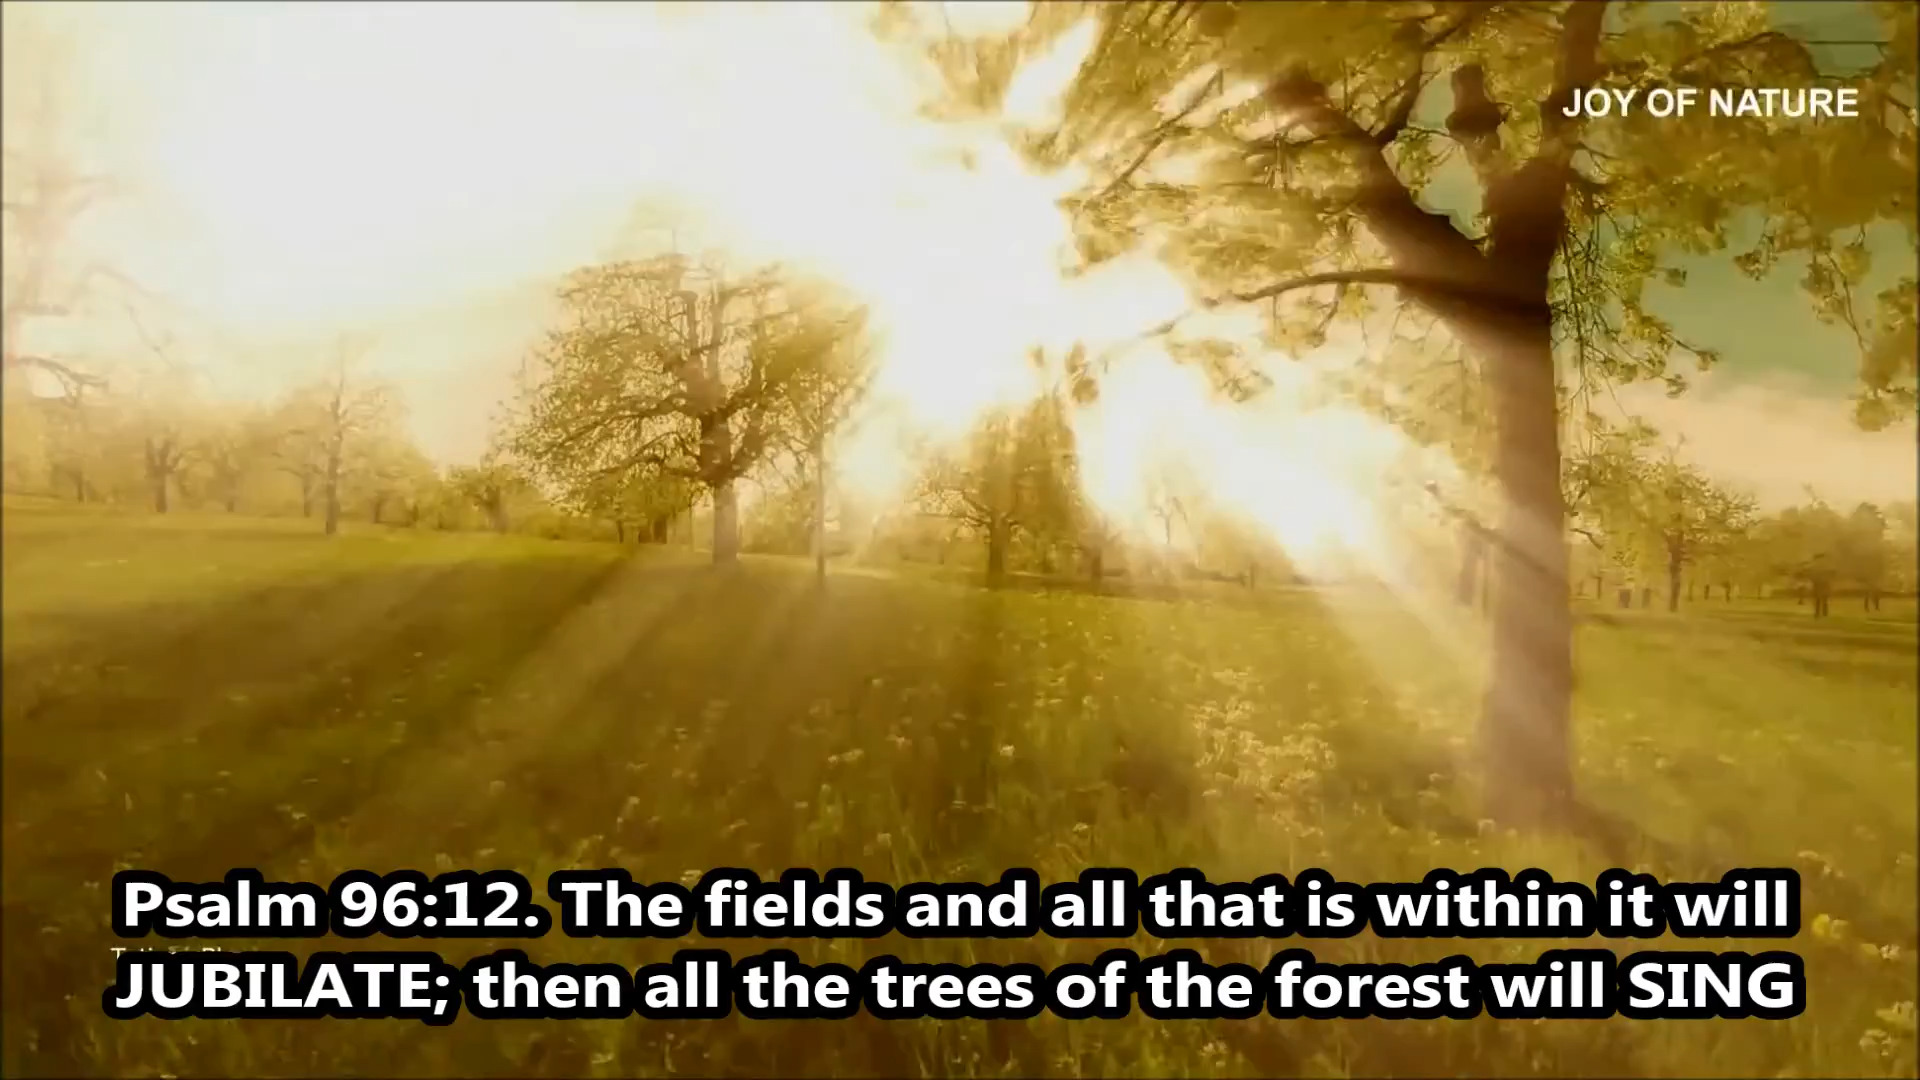 JOY OF NATURE
Psalm 96:12. The fields and all that is within it will
JUBILATE; then all the trees of the forest will SING